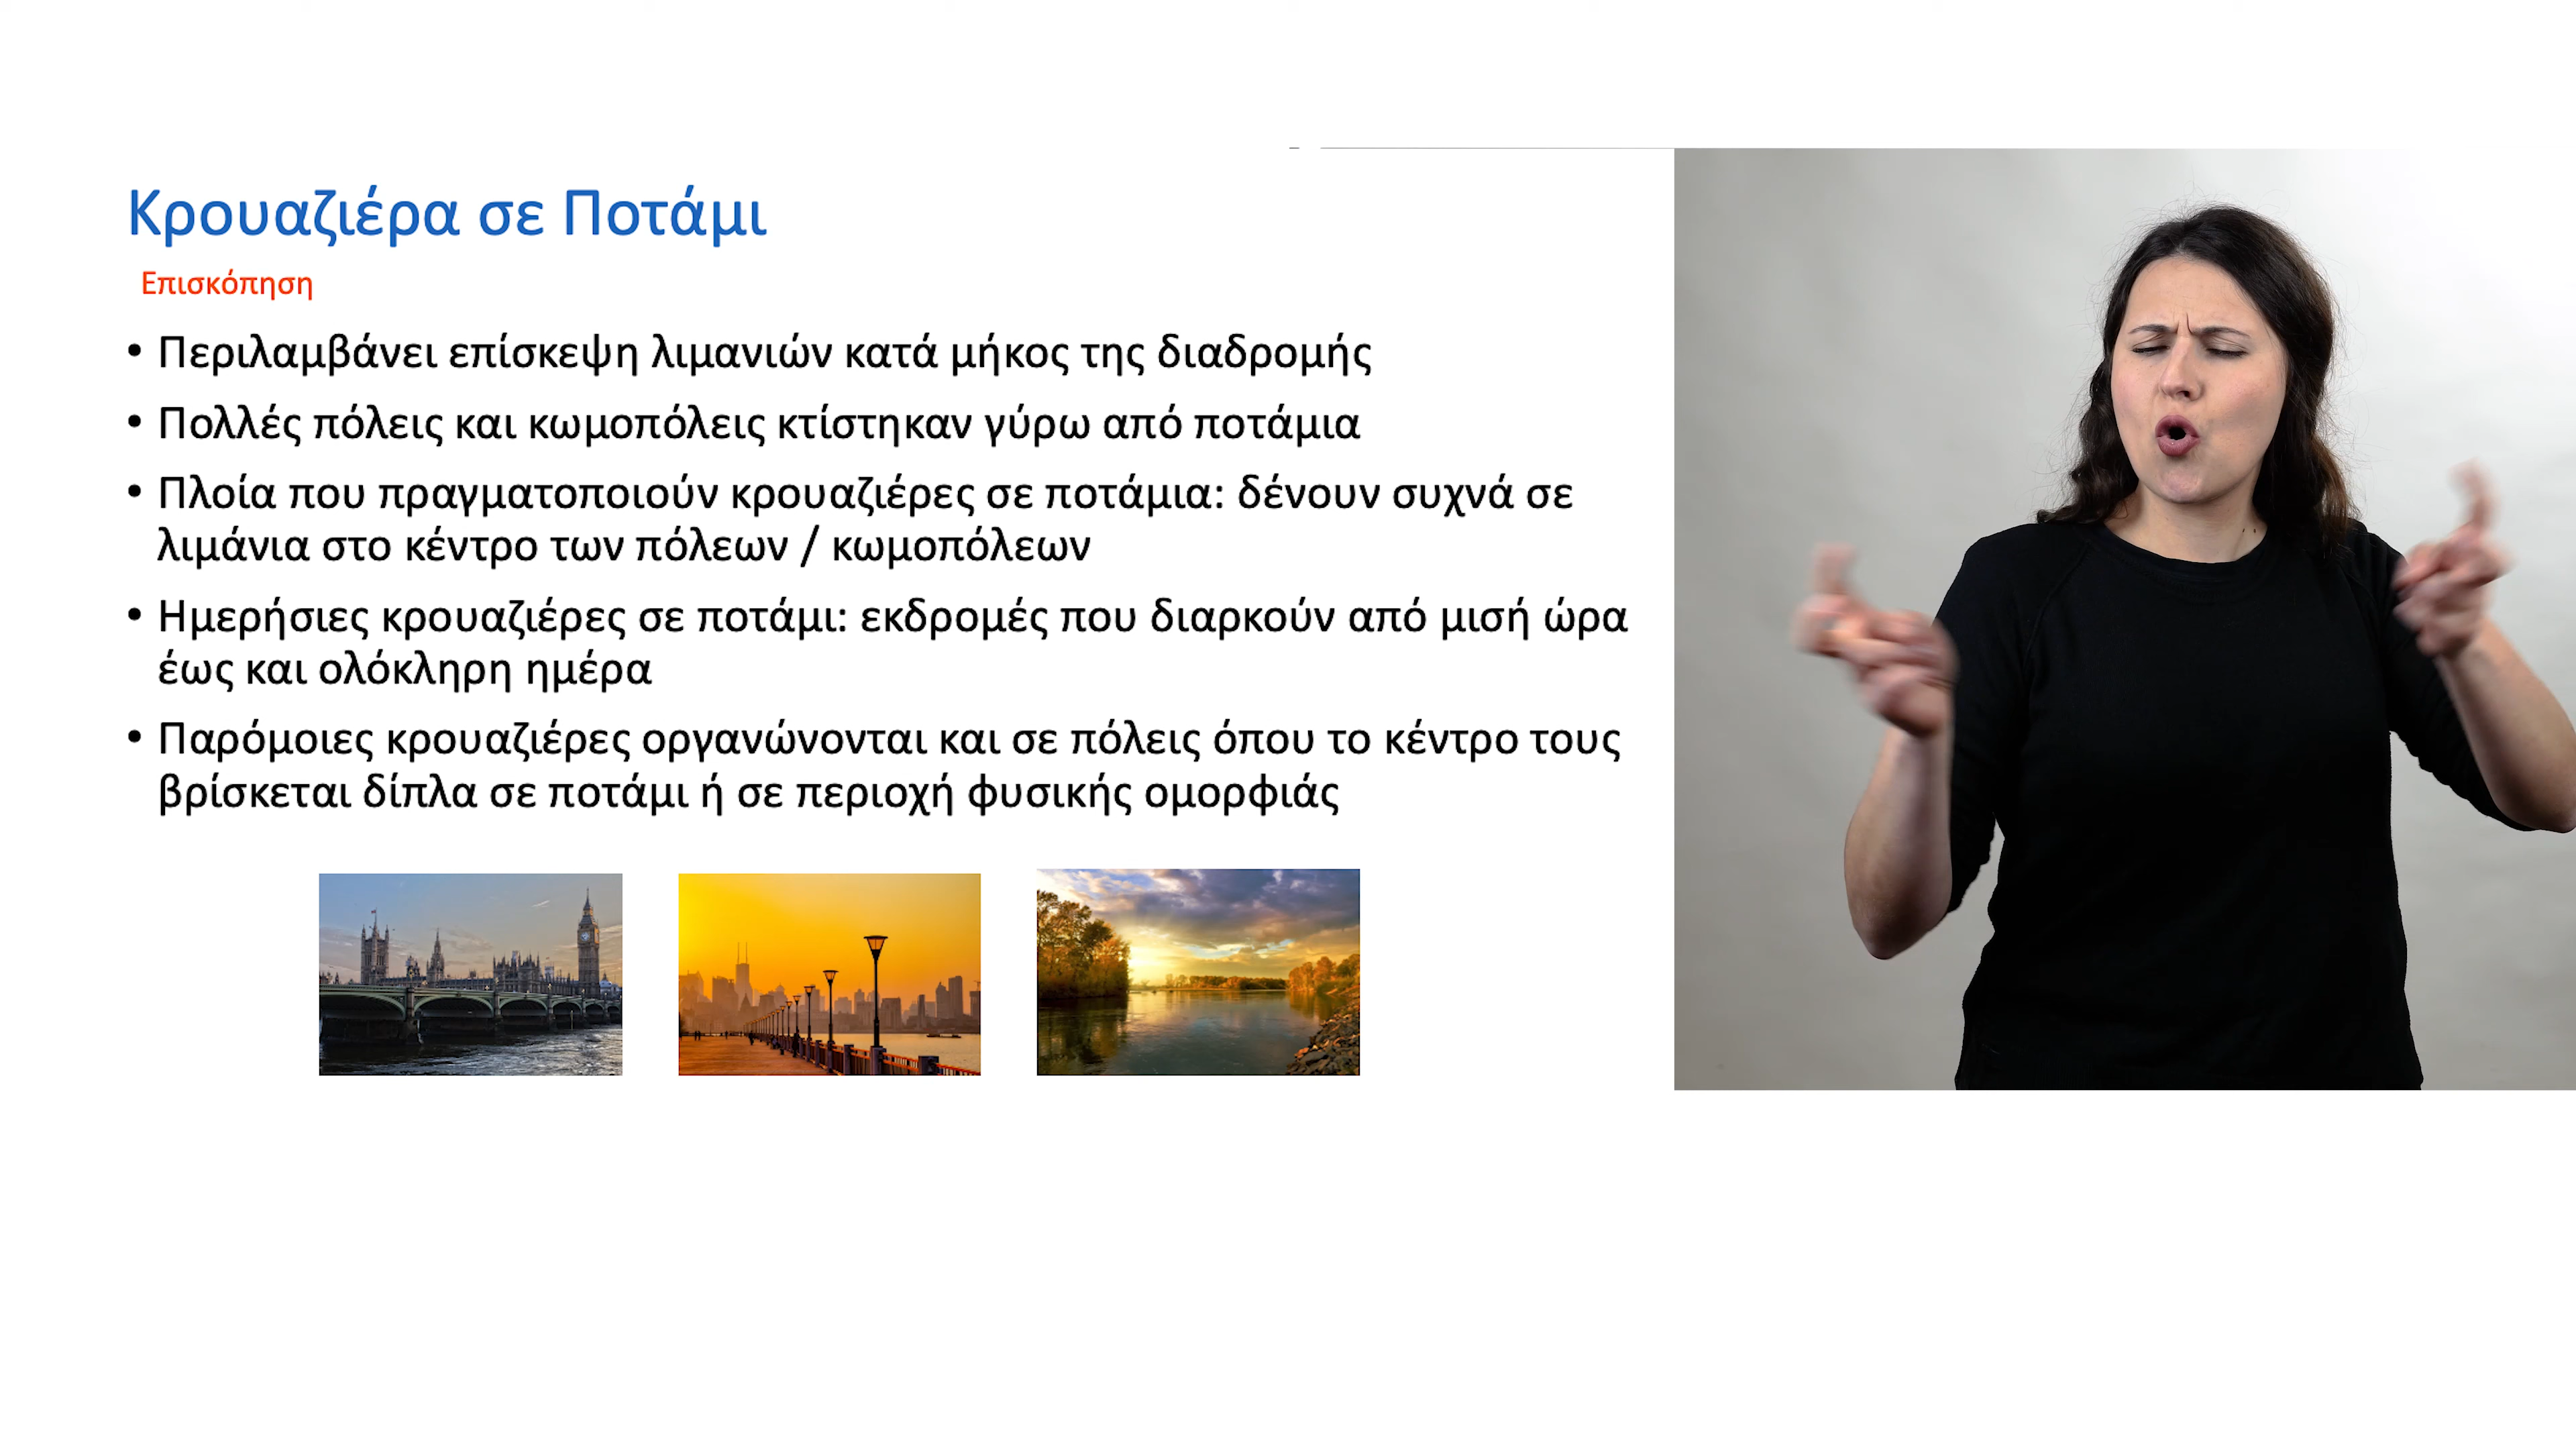 Κρουαζιέρα σε Ποτάμι
Επισκόπηση
• Περιλαμβάνει επίσκεψη λιμανιών κατά μήκος της διαδρομής
• Πολλές πόλεις και κωμοπόλεις κτίστηκαν γύρω από ποτάμια
• Πλοία που πραγματοποιούν κρουαζιέρες σε ποτάμια: δένουν συχνά σε
λιμάνια στο κέντρο των πόλεων / κωμοπόλεων
• Ημερήσιες κρουαζιέρες σε ποτάμι: εκδρομές που διαρκούν από μισή ώρα
έως και ολόκληρη ημέρα
• Παρόμοιες κρουαζιέρες οργανώνονται και σε πόλεις όπου το κέντρο τους
βρίσκεται δίπλα σε ποτάμι ή σε περιοχή φυσικής ομορφιάς